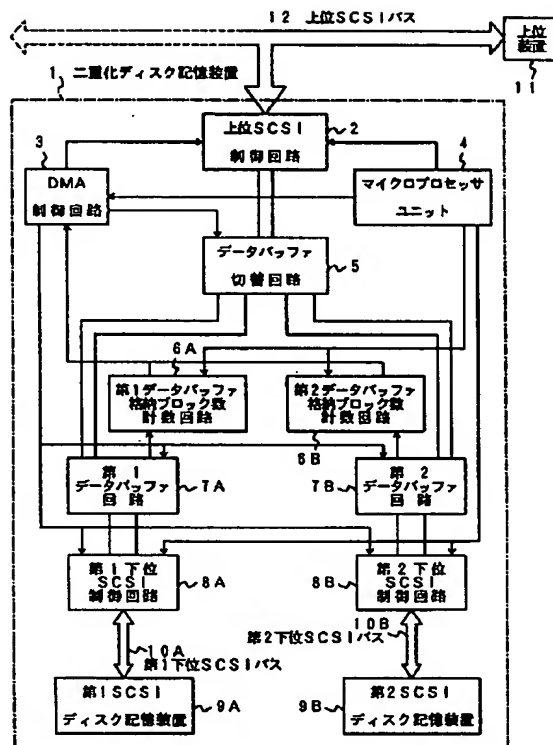 12 上位SCSIバス
上位
装置
11
1 二重化ディスク記憶装置
上位SCSI
制御回路
2
3
DMA
制御回路
4
マイクロプロセッサ
ユニット
データバッファ
切替回路
5
6A
第1データバッファ
格納ブロック数
計数回路
第2データバッファ
格納ブロック数
計数回路
6B
第1
データバッファ
回路
7A
第2
データバッファ
回路
7B
第1下位
SCSI
制御回路
8A
第2下位
SCSI
制御回路
8B
10A
第1下位SCSIバス
10B
第2下位SCSIバス
第1SCSI
ディスク記憶装置
9A
第2SCSI
ディスク記憶装置
9B